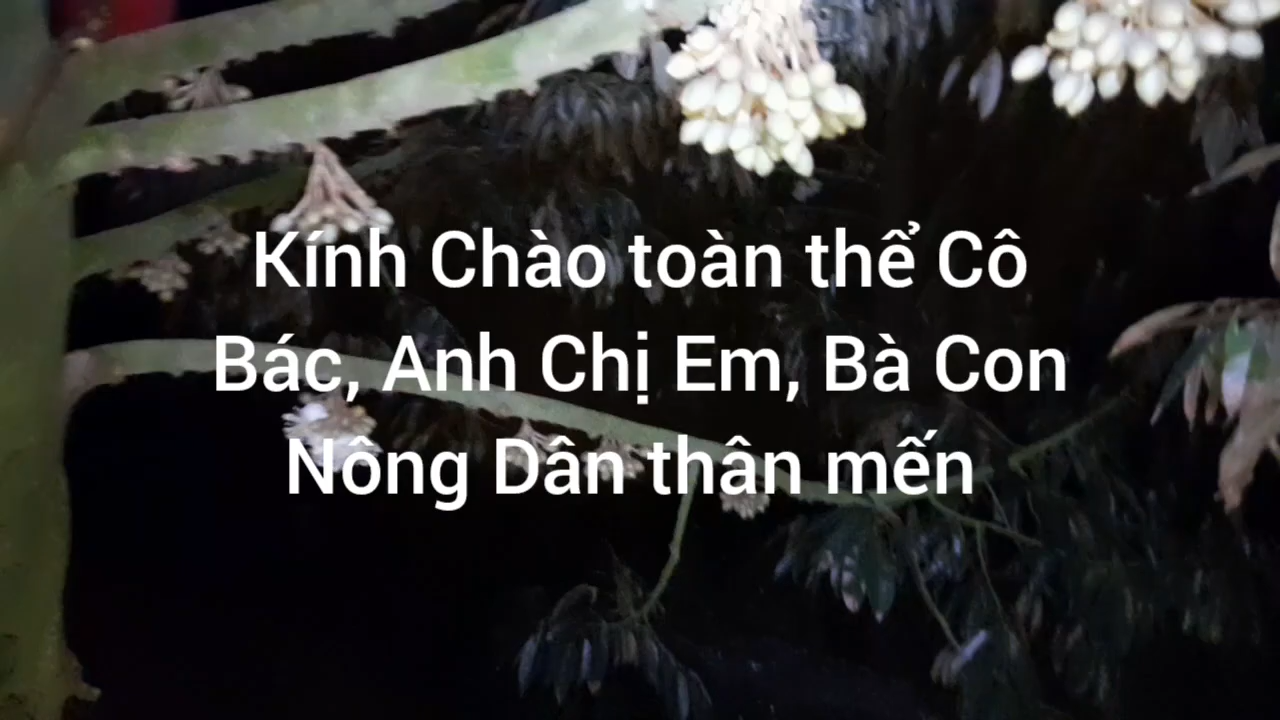 Kính Chào toàn thể Cô
Bác, Anh Chị Em, Bà Con
Nông Dân thân mến